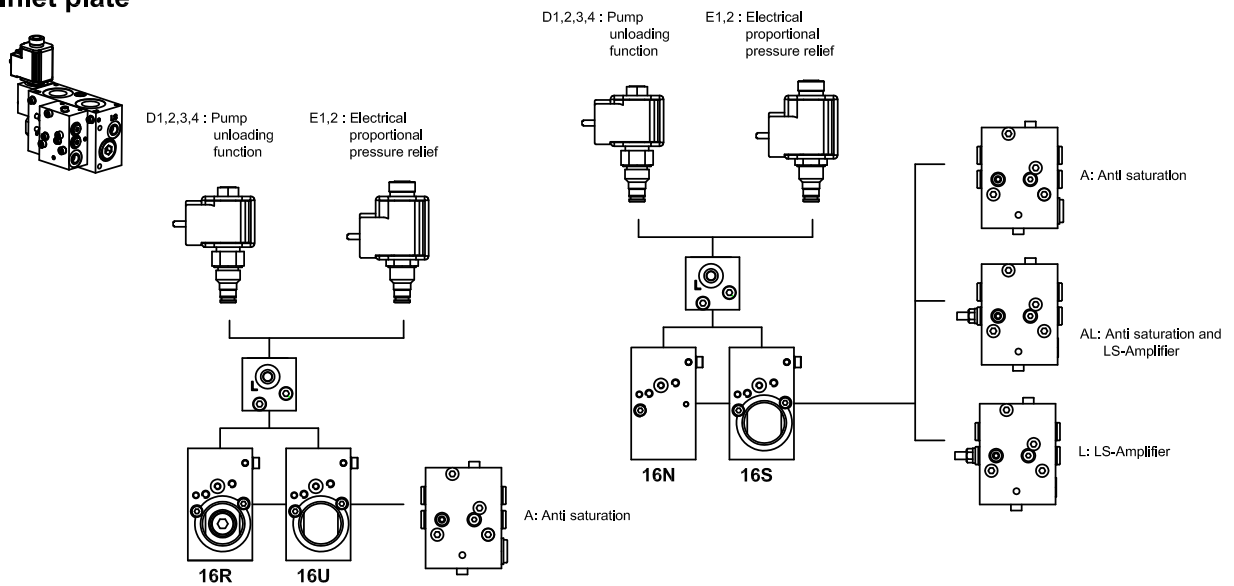 Inlet plate
D1,2,3,4 : Pump
unloading
function
E1,2 : Electrical
proportional
pressure relief
D1,2,3,4 : Pump
unloading
function
E1,2 : Electrical
proportional
pressure relief
L
L
16R
16U
A: Anti saturation
16N
16S
A: Anti saturation
AL: Anti saturation and
LS-Amplifier
L: LS-Amplifier